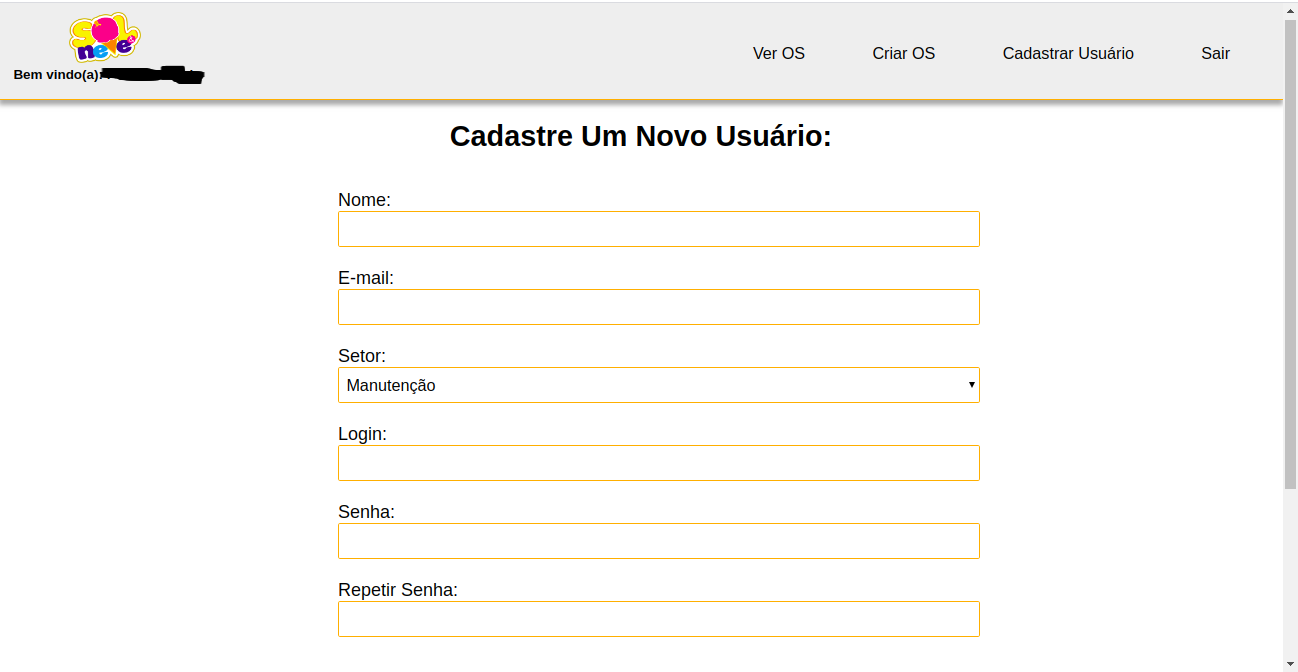 SOL
neve
Bem vindo(a):
Ver OS
Criar OS
Cadastrar Usuário
Sair
Cadastre Um Novo Usuário:
Nome:
E-mail:
Setor:
Manutenção
Login:
Senha:
Repetir Senha: